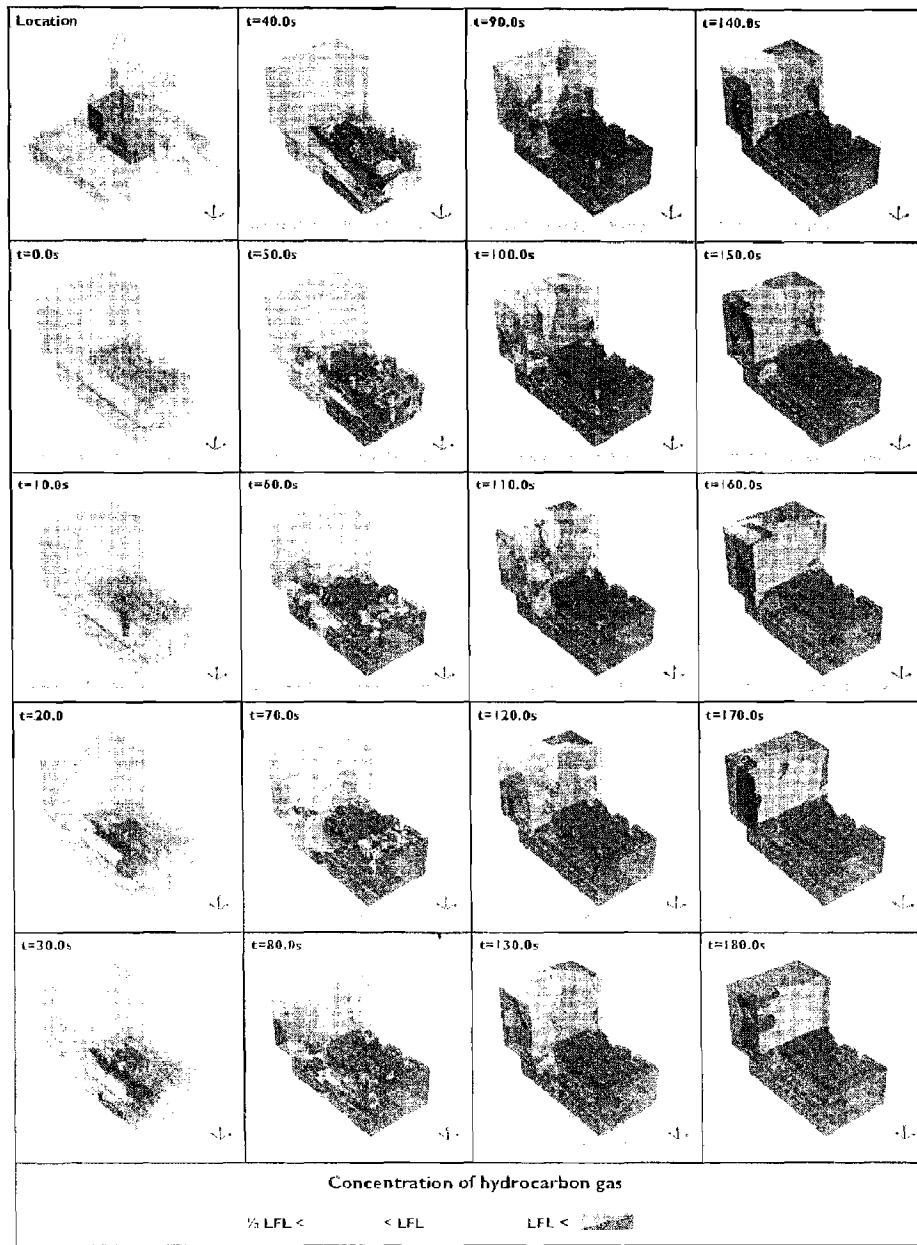 Location
t=40.0s
t=90.0s
t=140.0s
t=0.0s
t=50.0s
t=100.0s
t=150.0s
t=10.0s
t=60.0s
t=110.0s
t=160.0s
t=20.0
t=70.0s
t=120.0s
t=170.0s
t=30.0s
t=80.0s
t=130.0s
t=180.0s
Concentration of hydrocarbon gas
½ LFL < < LFL LFL <